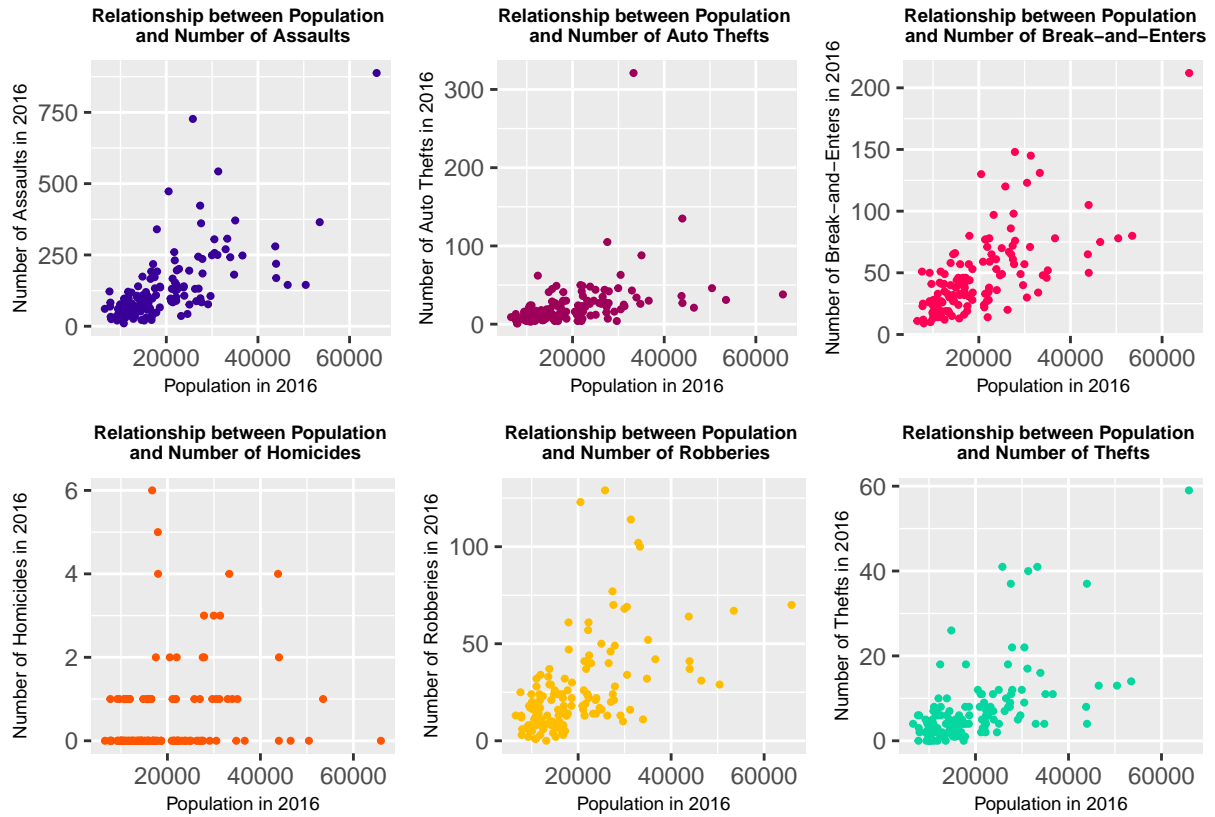 Relationship between Population
and Number of Assaults
Number of Assaults in 2016
750
500
250
0
20000 40000 60000
Population in 2016
Relationship between Population
and Number of Auto Thefts
Number of Auto Thefts in 2016
300
200
100
0
20000 40000 60000
Population in 2016
Relationship between Population
and Number of Break−and−Enters
Number of Break−and−Enters in 2016
200
150
100
50
0
20000 40000 60000
Population in 2016
Relationship between Population
and Number of Homicides
Number of Homicides in 2016
6
4
2
0
20000 40000 60000
Population in 2016
Relationship between Population
and Number of Robberies
Number of Robberies in 2016
100
50
0
20000 40000 60000
Population in 2016
Relationship between Population
and Number of Thefts
Number of Thefts in 2016
60
40
20
0
20000 40000 60000
Population in 2016